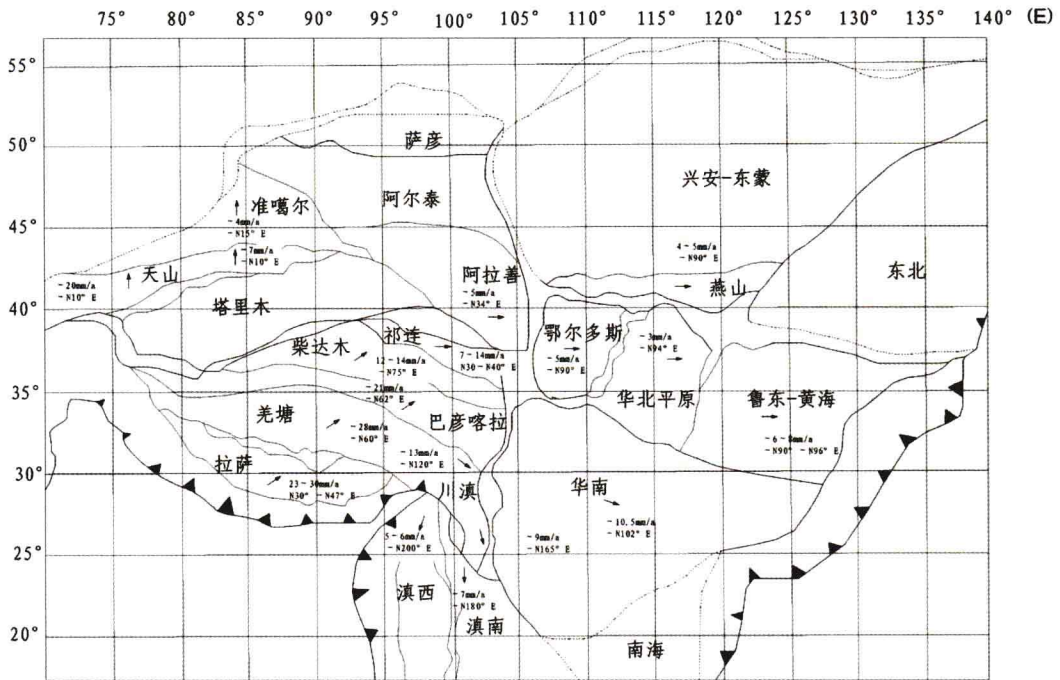 75° 80° 85° 90° 95° 100° 105° 110° 115° 120° 125° 130° 135° 140° (E)
55°
50°
45°
40°
35°
30°
25°
20°
萨彦
兴安-东蒙
阿尔泰
准噶尔
~4mm/a
~N15° E
~7mm/a
~N10° E
4~5mm/a
~N90° E
天山
阿拉善
燕山
东北
~20mm/a
~N10° E
~5mm/a
~N34° E
塔里木
祁连
鄂尔多斯
~3mm/a
~N94° E
柴达木
12~14mm/a
~N75° E
7~14mm/a
N30~N40° E
~5mm/a
~N90° E
~21mm/a
~N62° E
华北平原
鲁东-黄海
羌塘
巴彦喀拉
~28mm/a
~N60° E
~6~8mm/a
~N90° ~N96° E
~13mm/a
~N120° E
拉萨
23~30mm/a
N30° ~N47° E
川滇
华南
~10.5mm/a
~N102° E
5~6mm/a
~N200° E
~9mm/a
~N165° E
滇西
~7mm/a
~N180° E
滇南
南海